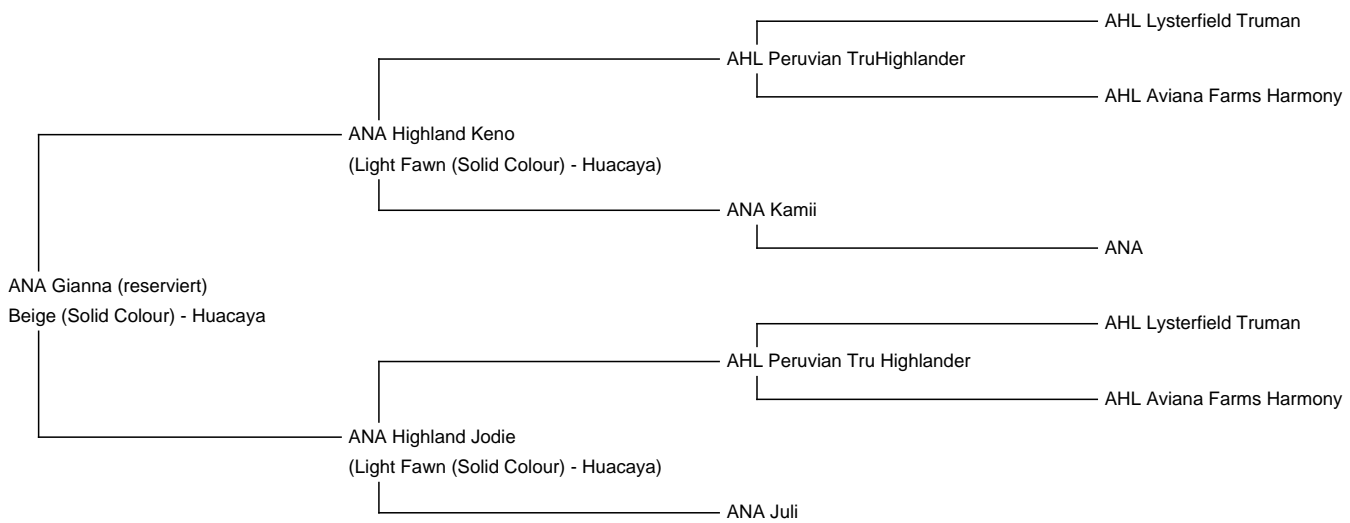 AHL Lysterfield Truman
AHL Peruvian TruHighlander
AHL Aviana Farms Harmony
ANA Highland Keno
(Light Fawn (Solid Colour) - Huacaya)
ANA Kamii
ANA
ANA Gianna (reserviert)
Beige (Solid Colour) - Huacaya
AHL Lysterfield Truman
AHL Peruvian Tru Highlander
AHL Aviana Farms Harmony
ANA Highland Jodie
(Light Fawn (Solid Colour) - Huacaya)
ANA Juli